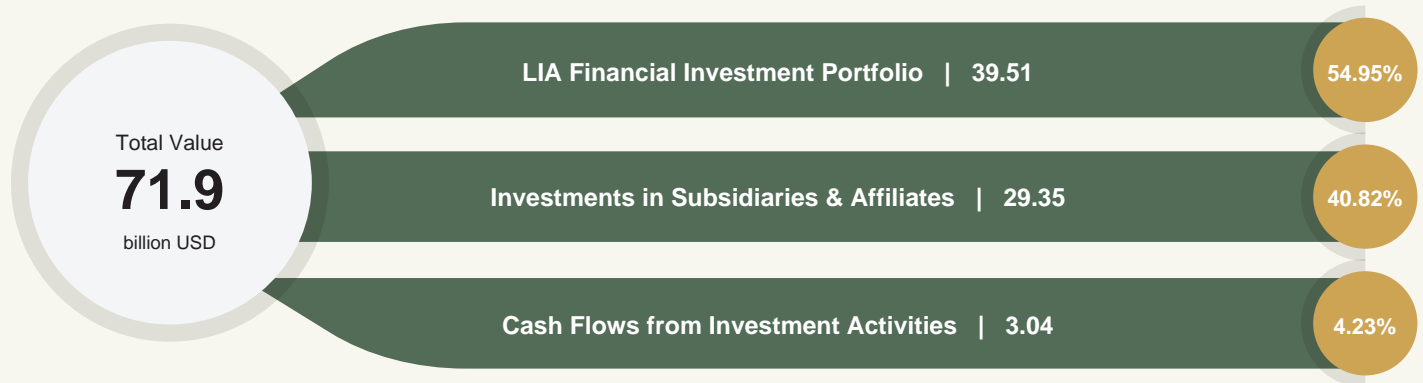 Total Value
71.9
billion USD
LIA Financial Investment Portfolio | 39.51
54.95%
Investments in Subsidiaries & Affiliates | 29.35
40.82%
Cash Flows from Investment Activities | 3.04
4.23%